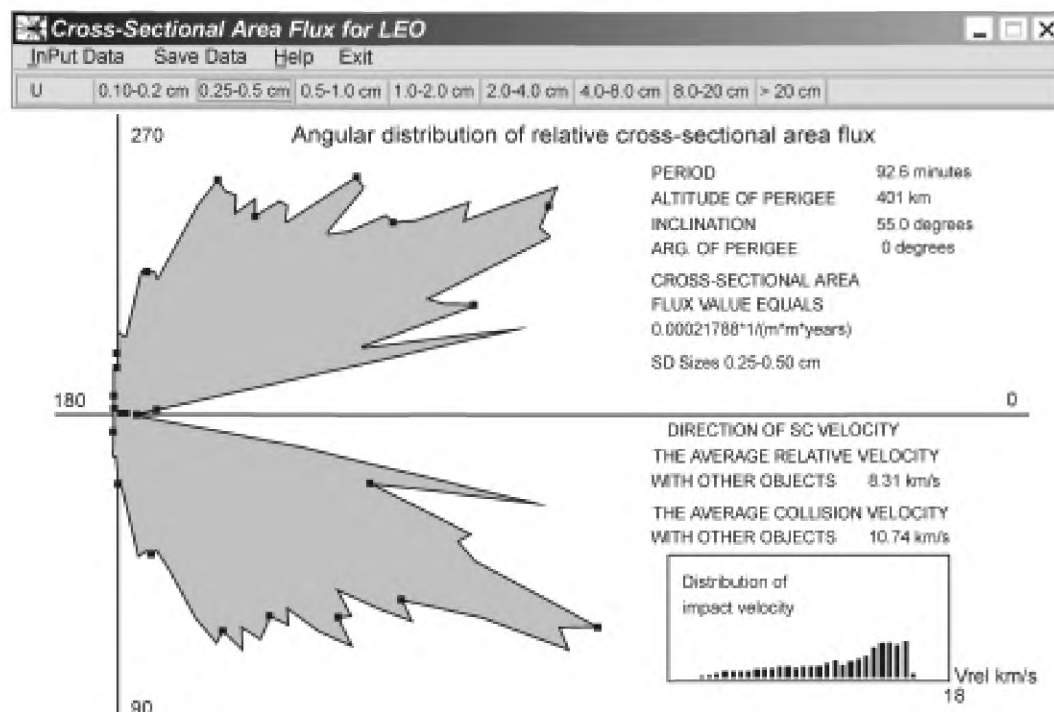 Cross-Sectional Area Flux for LEO
InPut Data Save Data Help Exit
U 0.10-0.2 cm 0.25-0.5 cm 0.5-1.0 cm 1.0-2.0 cm 2.0-4.0 cm 4.0-8.0 cm 8.0-20 cm > 20 cm
270
Angular distribution of relative cross-sectional area flux
PERIOD 92.6 minutes
ALTITUDE OF PERIGEE 401 km
INCLINATION 55.0 degrees
ARG. OF PERIGEE 0 degrees
CROSS-SECTIONAL AREA
FLUX VALUE EQUALS
0.00021788*1/(m*m*years)
SD Sizes 0.25-0.50 cm
180
0
DIRECTION OF SC VELOCITY
THE AVERAGE RELATIVE VELOCITY
WITH OTHER OBJECTS 8.31 km/s
THE AVERAGE COLLISION VELOCITY
WITH OTHER OBJECTS 10.74 km/s
Distribution of
impact velocity
Vrel km/s
18
90